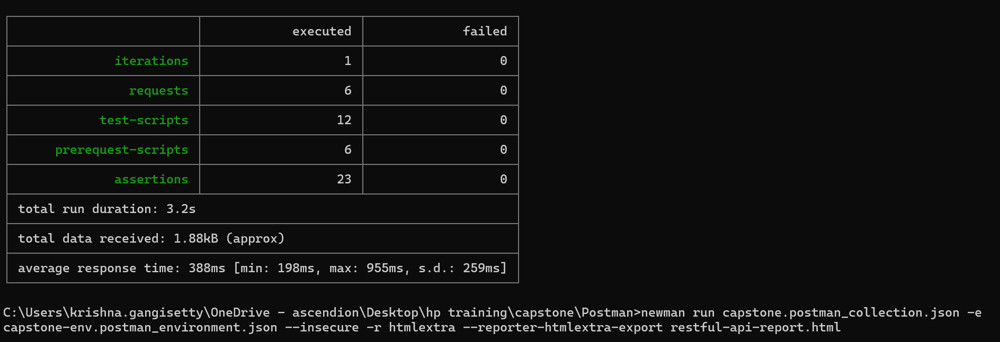 executed failed
iterations 1 0
requests 6 0
test-scripts 12 0
prerequest-scripts 6 0
assertions 23 0
total run duration: 3.2s
total data received: 1.88kB (approx)
average response time: 388ms [min: 198ms, max: 955ms, s.d.: 259ms]
C:\Users\krishna.gangisetty\OneDrive - ascendion\Desktop\hp training\capstone\Postman>newman run capstone.postman_collection.json -e
capstone-env.postman_environment.json --insecure -r htmlextra --reporter-htmlextra-export restful-api-report.html